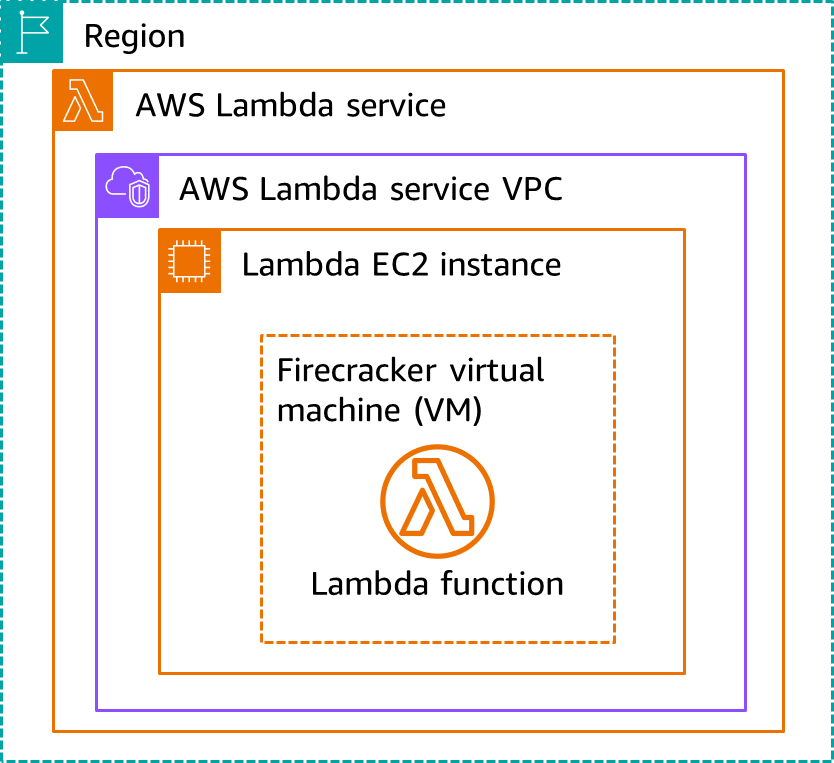 Region
AWS Lambda service
AWS Lambda service VPC
Lambda EC2 instance
Firecracker virtual
machine (VM)
Lambda function